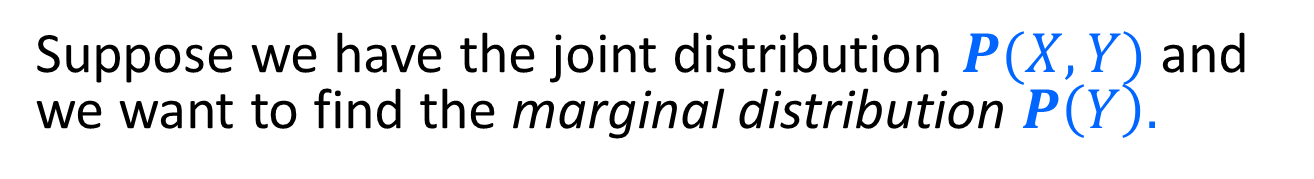 Suppose we have the joint distribution P(X, Y) and
we want to find the marginal distribution P(Y).